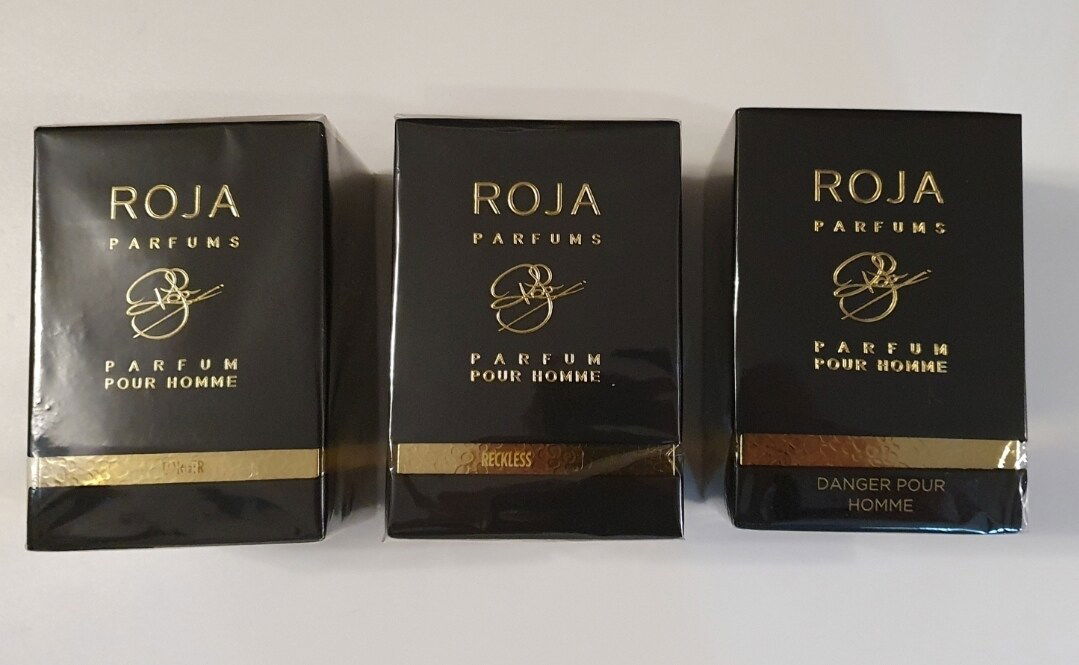 ROJA
PARFUMS
PARFUM
POUR HOMME
ROJA
PARFUMS
PARFUM
POUR HOMME
RECKLESS
ROJA
PARFUMS
PARFUM
POUR HOMME
DANGER POUR
HOMME